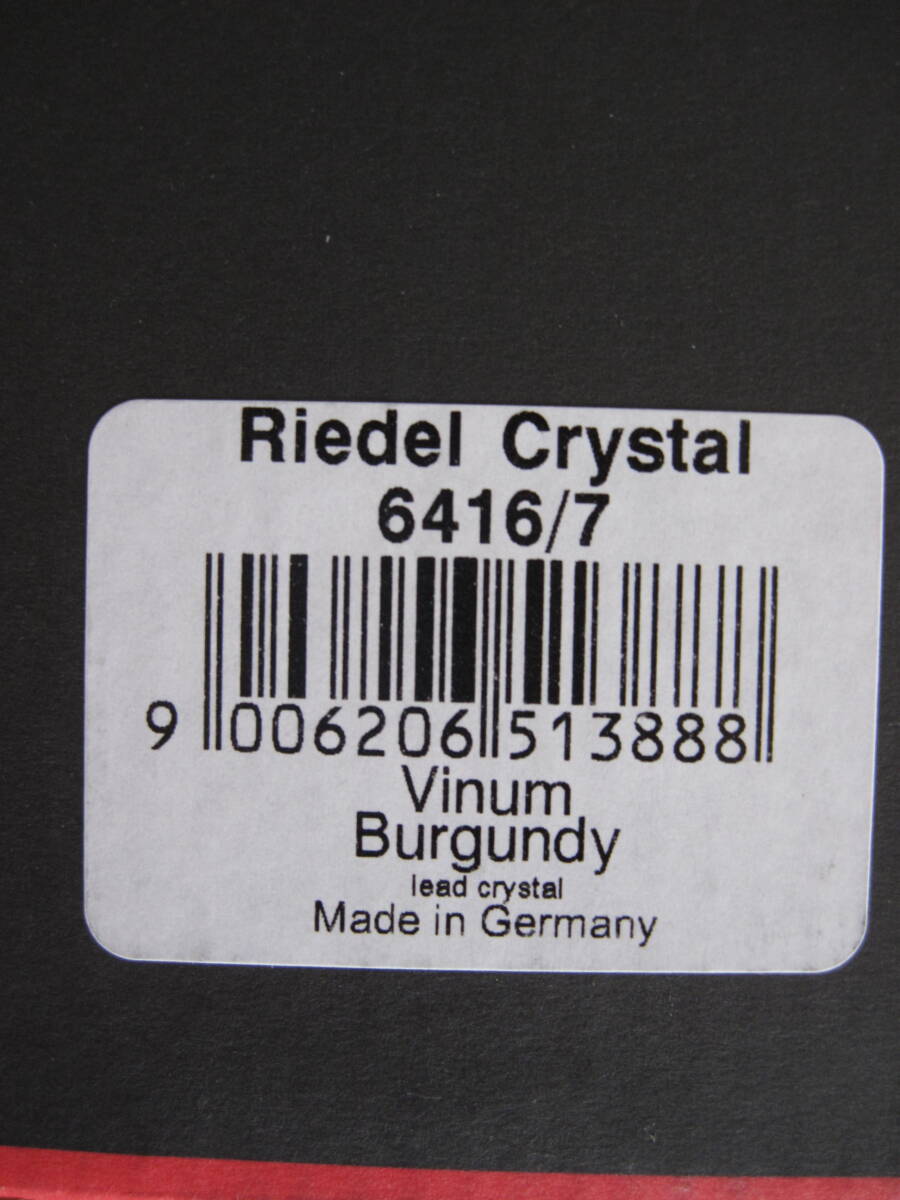 Riedel Crystal
6416/7
9 006206 513888
Vinum
Burgundy
lead crystal
Made in Germany